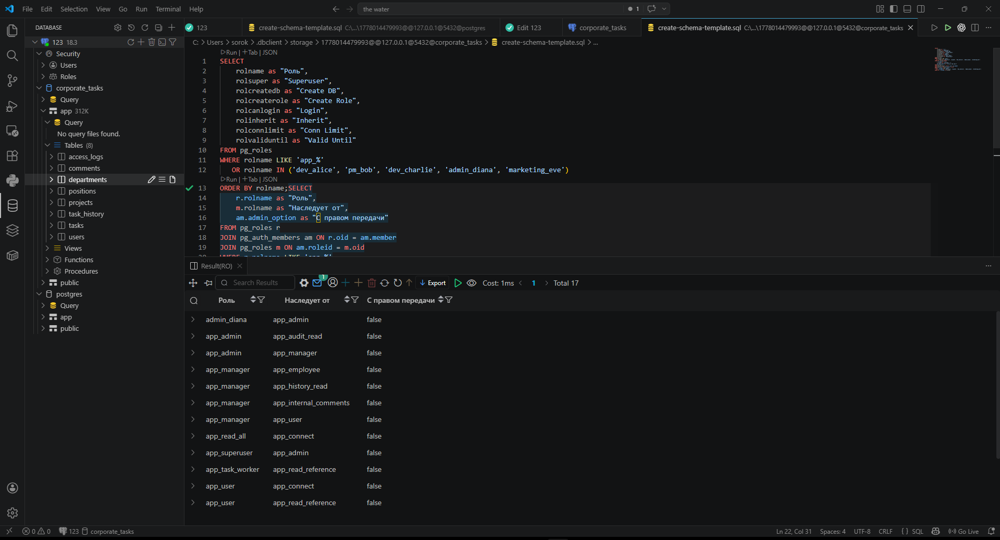 File Edit Selection View Go Run Terminal Help
the water
1
DATABASE
123
create-schema-template.sql C:\...\1778014479993@@127.0.0.1@5432@postgres
Edit 123
corporate_tasks
create-schema-template.sql C:\...\1778014479993@@127.0.0.1@5432@corporate_tasks
C: > Users > sorok > .dbclient > storage > 1778014479993@@127.0.0.1@5432@corporate_tasks > create-schema-template.sql > ...
123 18.3
Security
Users
Roles
corporate_tasks
Query
app 312K
Query
No query files found.
Tables (8)
access_logs
comments
departments
positions
projects
task_history
tasks
users
Views
Functions
Procedures
public
postgres
Query
app
public
Run | Tab | JSON
1 SELECT
2 rolname as "Роль",
3 rolsuper as "Superuser",
4 rolcreatedb as "Create DB",
5 rolcreaterole as "Create Role",
6 rolcanlogin as "Login",
7 rolinherit as "Inherit",
8 rolconnlimit as "Conn Limit",
9 rolvaliduntil as "Valid Until"
10 FROM pg_roles
11 WHERE rolname LIKE 'app_%'
12 OR rolname IN ('dev_alice', 'pm_bob', 'dev_charlie', 'admin_diana', 'marketing_eve')
Run | Tab | JSON
13 ORDER BY rolname;SELECT
14 r.rolname as "Роль",
15 m.rolname as "Наследует от",
16 am.admin_option as "С правом передачи"
17 FROM pg_roles r
18 JOIN pg_auth_members am ON r.oid = am.member
19 JOIN pg_roles m ON am.roleid = m.oid
20 WHERE r.rolname LIKE 'app_%'
Result(RO)
Search Results
1
Export
Cost: 1ms
1
Total 17
Роль Наследует от С правом передачи
admin_diana app_admin false
app_admin app_audit_read false
app_admin app_manager false
app_manager app_employee false
app_manager app_history_read false
app_manager app_internal_comments false
app_manager app_user false
app_read_all app_connect false
app_superuser app_admin false
app_task_worker app_read_reference false
app_user app_connect false
app_user app_read_reference false
0 0 123 corporate_tasks
Ln 22, Col 31 Spaces: 4 UTF-8 CRLF { } SQL Go Live